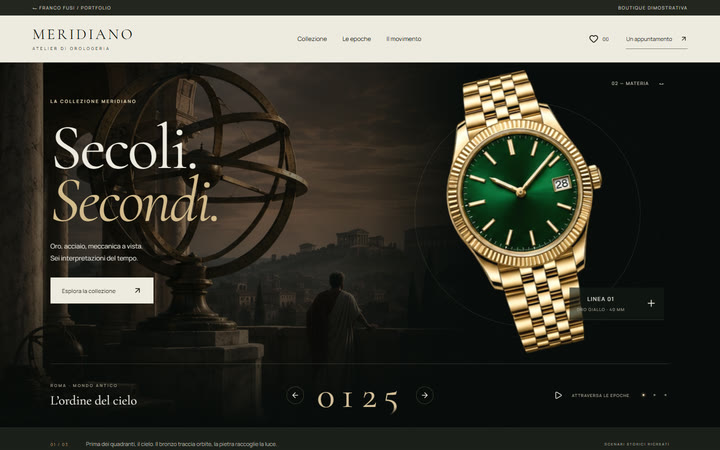 ← FRANCO FUSI / PORTFOLIO
BOUTIQUE DIMOSTRATIVA
MERIDIANO
ATELIER DI OROLOGERIA
Collezione
Le epoche
Il movimento
00
Un appuntamento
LA COLLEZIONE MERIDIANO
02 — MATERIA
Secoli.
Secondi.
28
Oro, acciaio, meccanica a vista.
Sei interpretazioni del tempo.
Esplora la collezione
LINEA 01
ORO GIALLO · 40 MM
ROMA · MONDO ANTICO
L'ordine del cielo
0125
ATTRAVERSA LE EPOCHE
01 / 03
Prima dei quadranti, il cielo. Il bronzo traccia orbite, la pietra raccoglie la luce.
SCENARI STORICI RICREATI